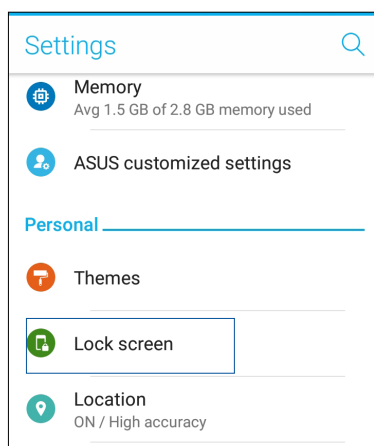 Settings
Memory
Avg 1.5 GB of 2.8 GB memory used
ASUS customized settings
Personal
Themes
Lock screen
Location
ON / High accuracy